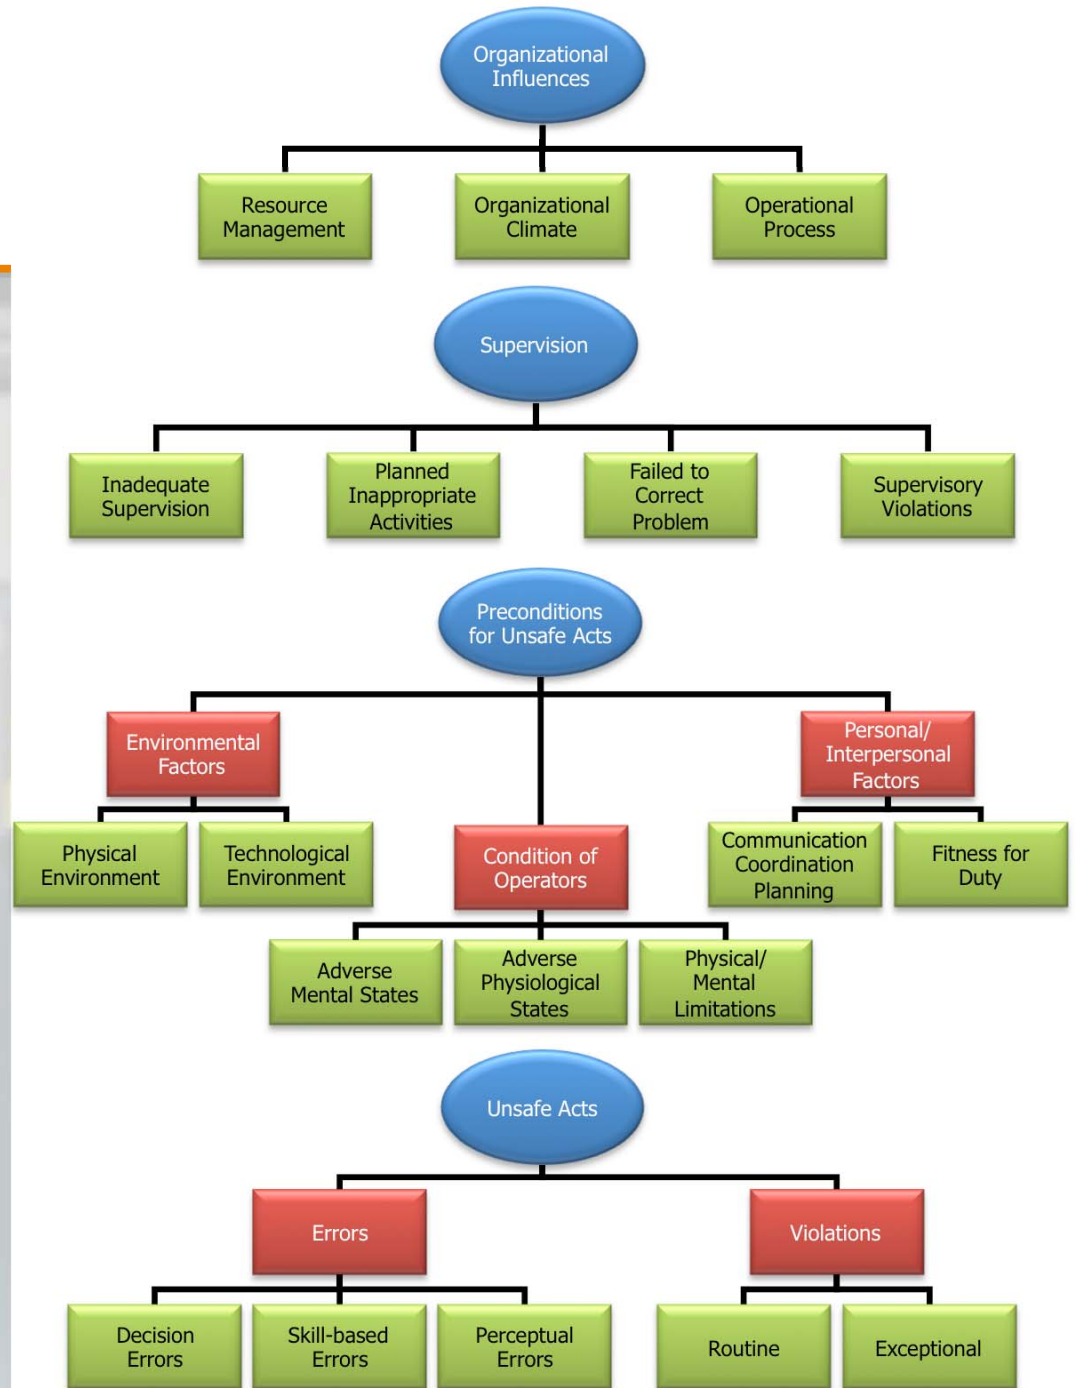 Organizational
Influences
Resource
Management
Organizational
Climate
Operational
Process
Supervision
Inadequate
Supervision
Planned
Inappropriate
Activities
Failed to
Correct
Problem
Supervisory
Violations
Preconditions
for Unsafe Acts
Environmental
Factors
Personal/
Interpersonal
Factors
Physical
Environment
Technological
Environment
Condition of
Operators
Communication
Coordination
Planning
Fitness for
Duty
Adverse
Mental States
Adverse
Physiological
States
Physical/
Mental
Limitations
Unsafe Acts
Errors
Violations
Decision
Errors
Skill-based
Errors
Perceptual
Errors
Routine
Exceptional